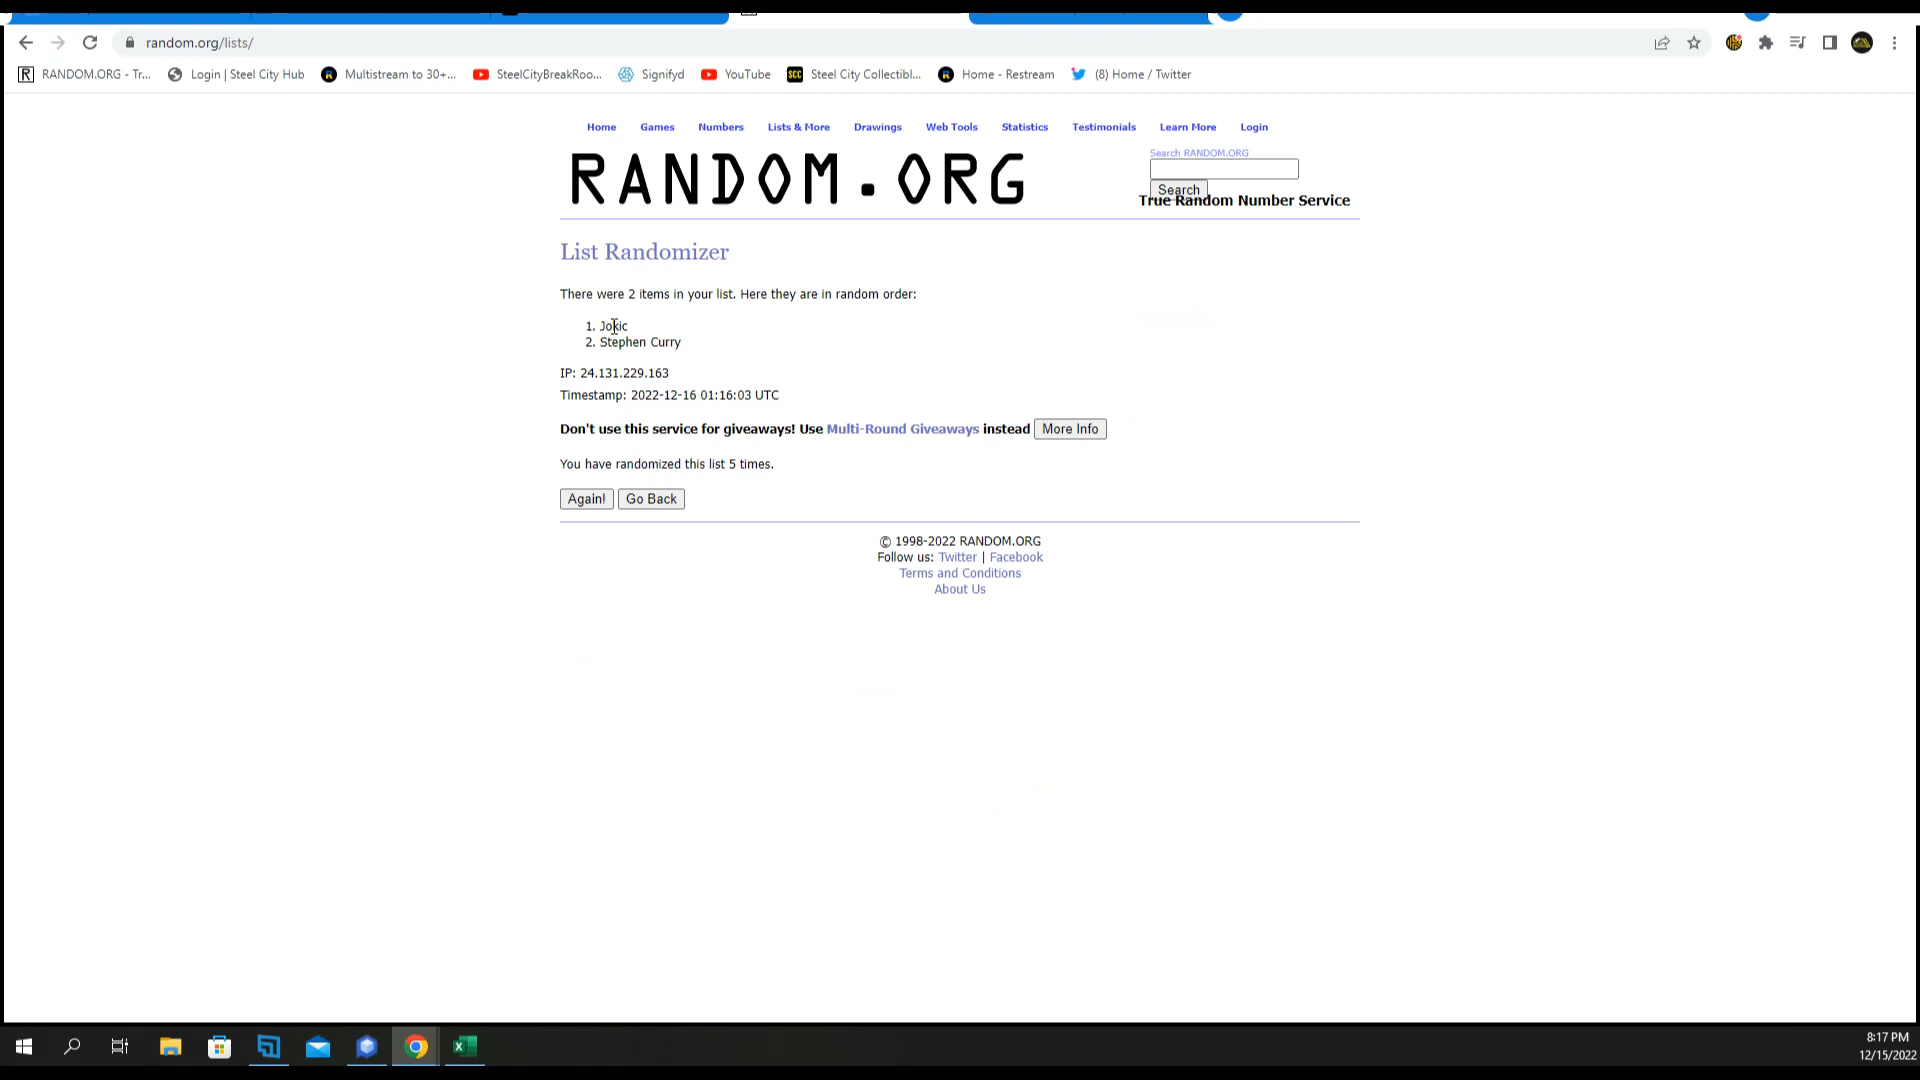 random.org/lists/
RANDOM.ORG - Tr... Login | Steel City Hub Multistream to 30+... SteelCityBreakRoo... Signifyd YouTube SCC Steel City Collectibl... Home - Restream (8) Home / Twitter
Home Games Numbers Lists & More Drawings Web Tools Statistics Testimonials Learn More Login
Search RANDOM.ORG
RANDOM.ORG
Search
True Random Number Service
List Randomizer
There were 2 items in your list. Here they are in random order:
1. Jokic
2. Stephen Curry
IP: 24.131.229.163
Timestamp: 2022-12-16 01:16:03 UTC
Don't use this service for giveaways! Use Multi-Round Giveaways instead More Info
You have randomized this list 5 times.
Again! Go Back
© 1998-2022 RANDOM.ORG
Follow us: Twitter | Facebook
Terms and Conditions
About Us
8:17 PM
12/15/2022